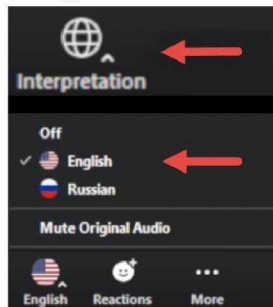 Interpretation
Off
English
Russian
Mute Original Audio
English Reactions More